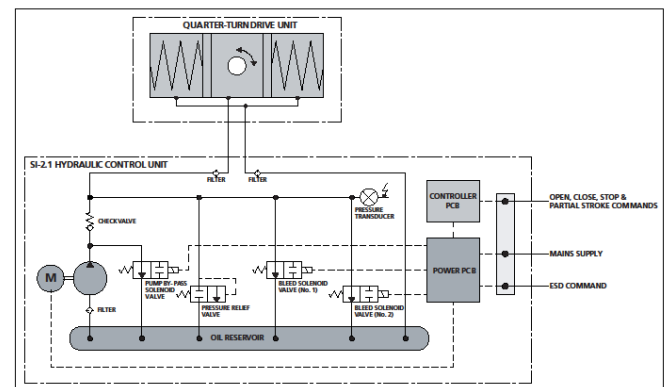 QUARTER-TURN DRIVE UNIT
SI-2.1 HYDRAULIC CONTROL UNIT
FILTER
FILTER
PRESSURE
TRANSDUCER
CONTROLLER
PCB
OPEN, CLOSE, STOP &
PARTIAL STROKE COMMANDS
CHECK VALVE
M
PUMP BY- PASS
SOLENOID
VALVE
PRESSURE RELIEF
VALVE
BLEED SOLENOID
VALVE (No. 1)
BLEED SOLENOID
VALVE (No. 2)
POWER PCB
MAINS SUPPLY
ESD COMMAND
FILTER
OIL RESERVOIR